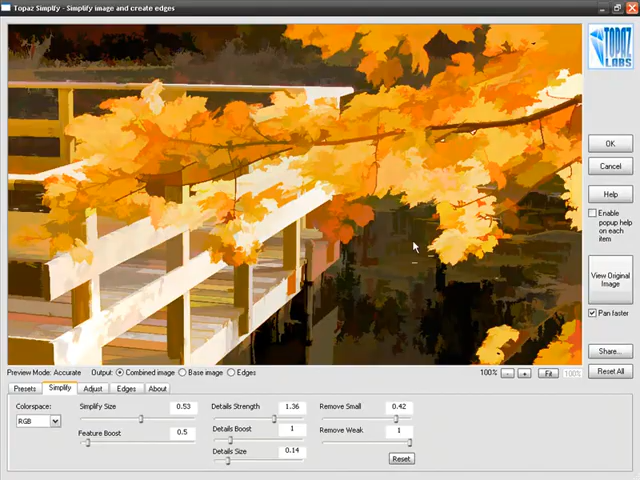 Topaz Simplify - Simplify image and create edges
TOPAZ
LABS
OK
Cancel
Help
Enable
popup help
on each
item
View Original
Image
Pan faster
Share...
Reset All
Preview Mode: Accurate Output: Combined image Base image Edges 100% - + Fit 100%
Presets Simplify Adjust Edges About
Colorspace: Simplify Size 0.53 Details Strength 1.36 Remove Small 0.42
RGB
Feature Boost 0.5 Details Boost 1 Remove Weak 1
Details Size 0.14 Reset